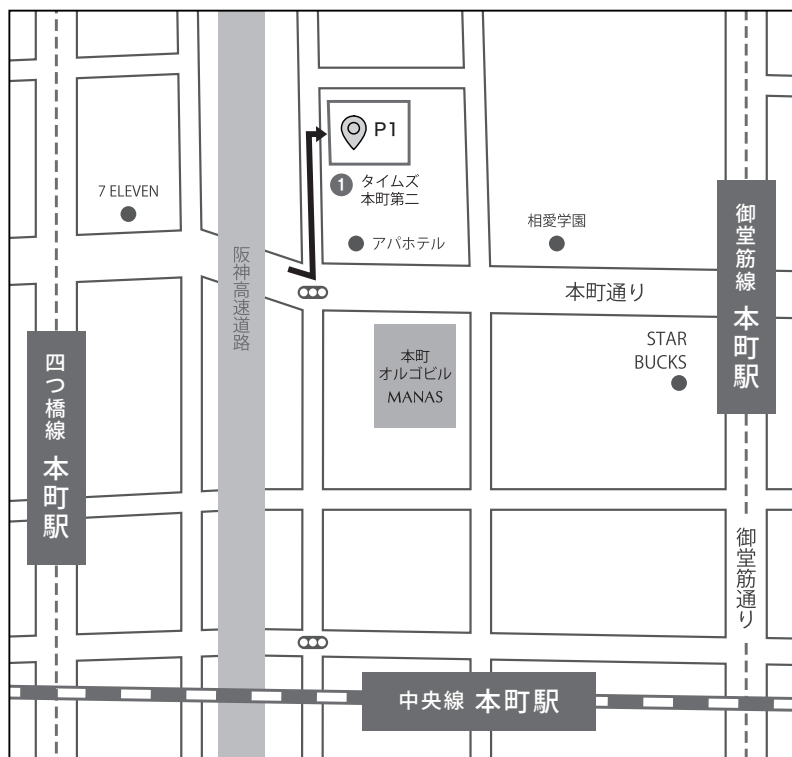 P1
1
タイムズ
本町第二
7 ELEVEN
アパホテル
相愛学園
阪神高速道路
本町通り
御堂筋線 本町駅
四つ橋線 本町駅
本町
オルゴビル
MANAS
STAR
BUCKS
御堂筋通り
中央線 本町駅